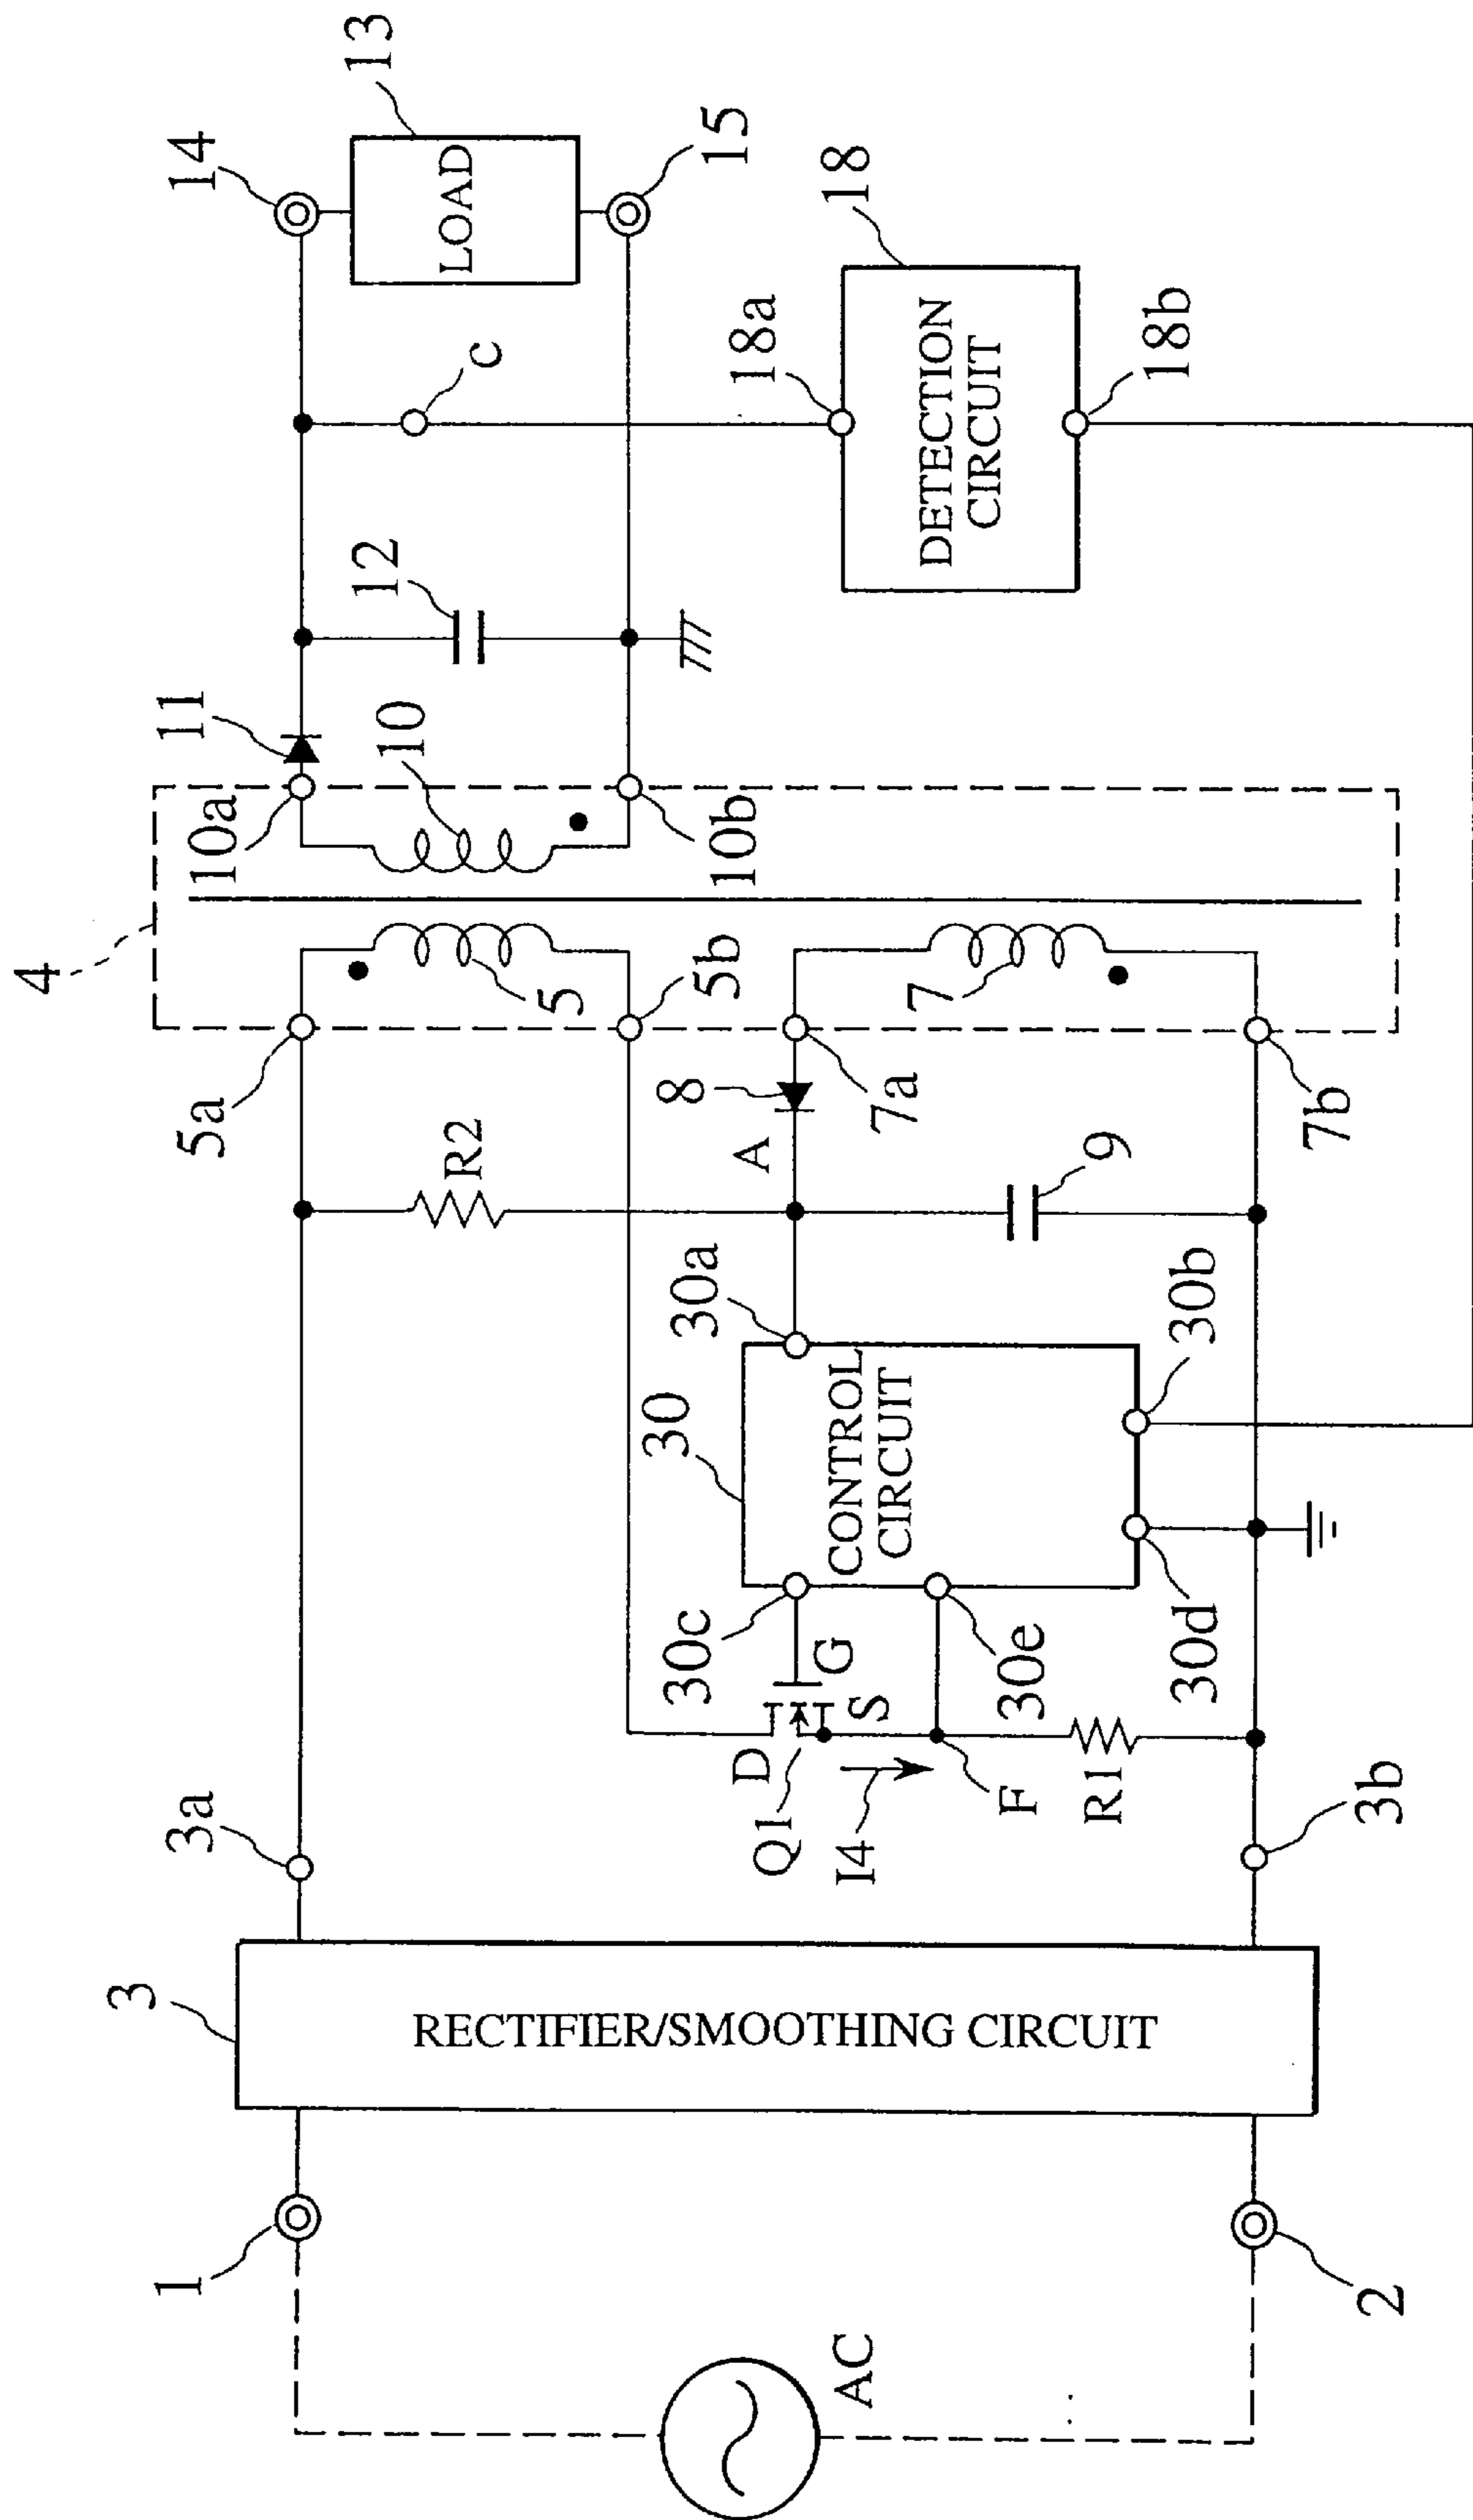 4
5a
10a
11
14
13
LOAD
3a
3
1
R2
5
10
12
c
15
5b
10b
8
7a
A
7
18a
18
DETECTION
CIRCUIT
18b
30
30a
30c
CONTROL
CIRCUIT
9
D
G
S
Q1
I4
F
30e
R1
30d
30b
7b
3b
2
AC
RECTIFIER/SMOOTHING CIRCUIT